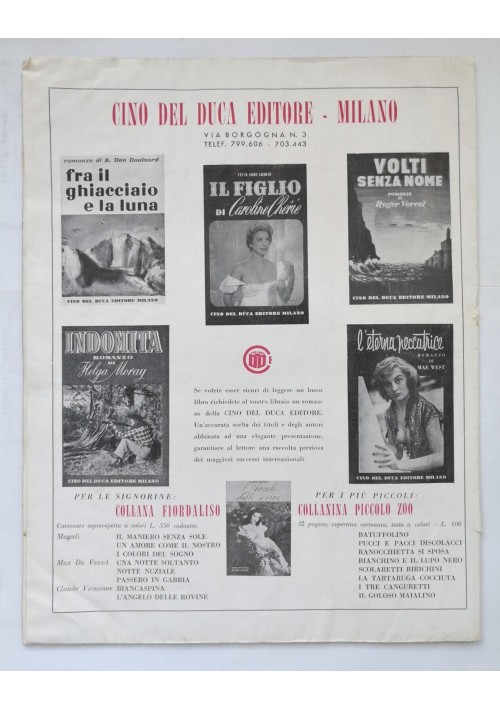 CINO DEL DUCA EDITORE - MILANO
VIA BORGOGNA N. 3
TELEF. 799.606 - 703.443
romanzo di A. Den Doolaard
fra il
ghiacciaio
e la luna
CINO DEL DUCA EDITORE MILANO
IL FIGLIO
DI Caroline Chérie
CINO DEL DUCA EDITORE MILANO
VOLTI
SENZA NOME
romanzo
di
Roger Vercel
CINO DEL DUCA EDITORE MILANO
INDOMITA
ROMANZO
DI
Helga Moray
CINO DEL DUCA EDITORE MILANO
l'eterna peccatrice
ROMANZO
DI
MAE WEST
CINO DEL DUCA EDITORE MILANO
Se volete esser sicuri di leggere un buon
libro richiedete al vostro libraio un roman-
zo della CINO DEL DUCA EDITORE:
Un'accurata scelta dei titoli e degli autori
abbinata ad una elegante presentazione,
garantisce al lettore una raccolta preziosa
dei maggiori successi internazionali.
PER LE SIGNORINE:
COLLANA FIORDALISO
Cartonato sopracoperta a colori L. 350 cadauno.
Magali IL MANIERO SENZA SOLE
UN AMORE COME IL NOSTRO
I COLORI DEL SOGNO
Max Du Veuzit UNA NOTTE SOLTANTO
NOTTE NUZIALE
PASSERO IN GABBIA
Claude Virmonne BIANCASPINA
L'ANGELO DELLE ROVINE
PER I PIÙ PICCOLI:
COLLANINA PICCOLO ZOO
32 pagine, copertina cartonata, tutto a colori - L. 100
BATUFFOLINO
PUCCI E PACCI DISCOLACCI
RANOCCHIETTA SI SPOSA
BIANCHINO E IL LUPO NERO
SCOLARETTI BIRICHINI
LA TARTARUGA COCCIUTA
I TRE CANGURETTI
IL GOLOSO MAIALINO